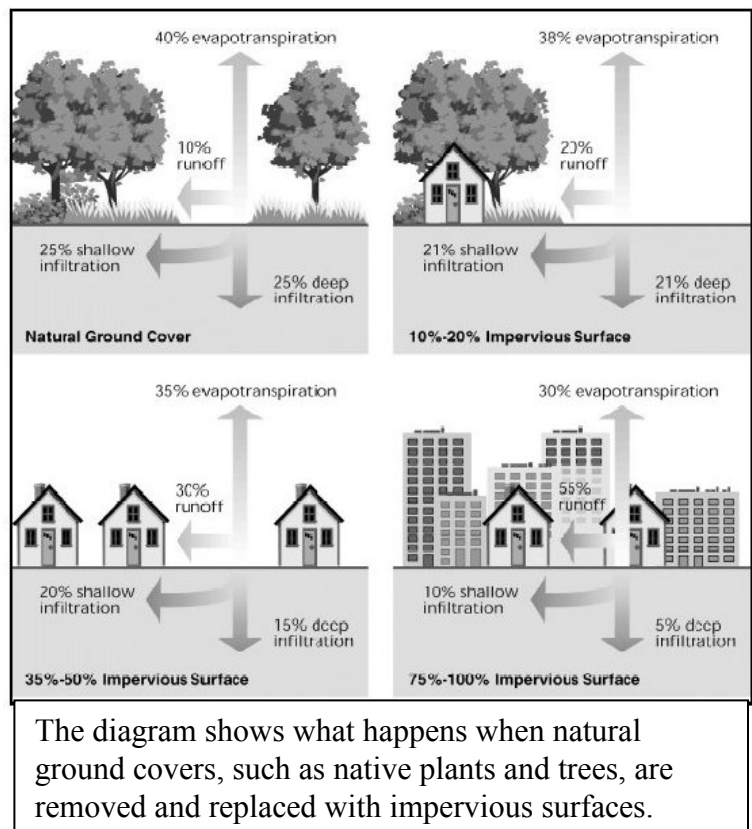 40% evapotranspiration
10%
runoff
25% shallow
infiltration
25% deep
infiltration
Natural Ground Cover
38% evapotranspiration
20%
runoff
21% shallow
infiltration
21% deep
infiltration
10%-20% Impervious Surface
35% evapotranspiration
30%
runoff
20% shallow
infiltration
15% deep
infiltration
35%-50% Impervious Surface
30% evapotranspiration
55%
runoff
10% shallow
infiltration
5% deep
infiltration
75%-100% Impervious Surface
The diagram shows what happens when natural
ground covers, such as native plants and trees, are
removed and replaced with impervious surfaces.